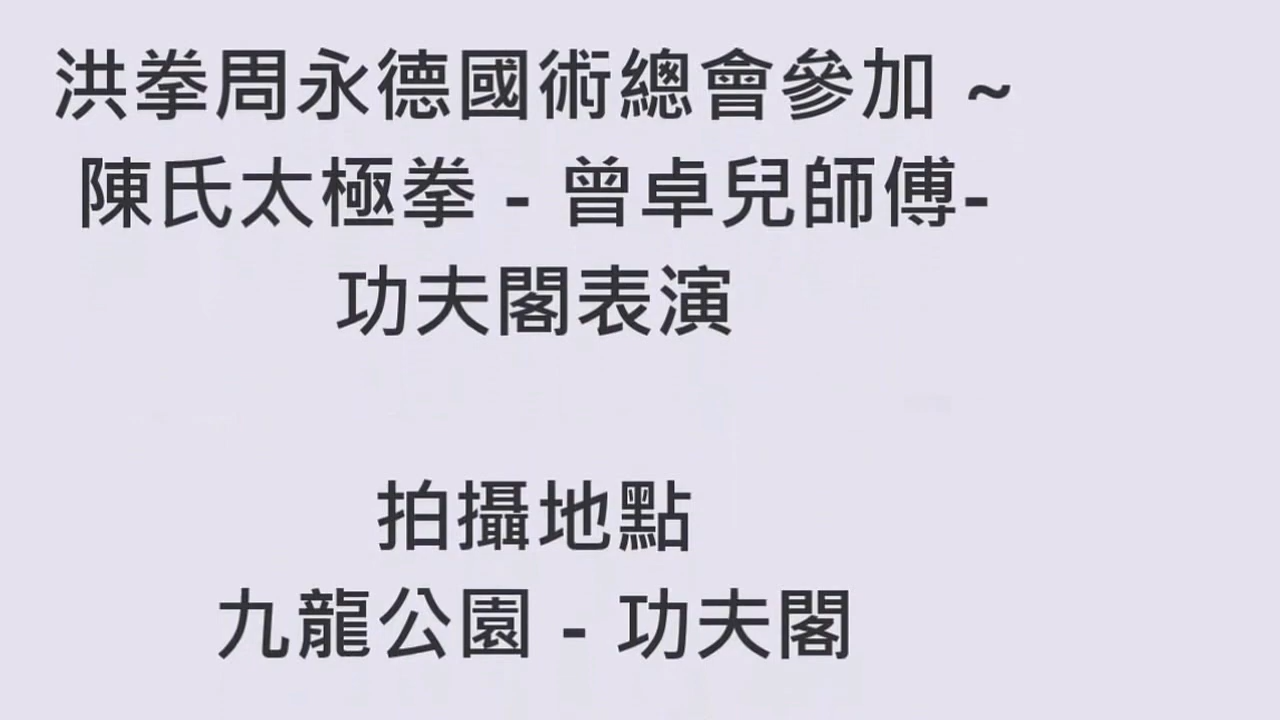 洪拳周永德國術總會參加 ~
陳氏太極拳 - 曾卓兒師傅-
功夫閣表演
拍攝地點
九龍公園 - 功夫閣